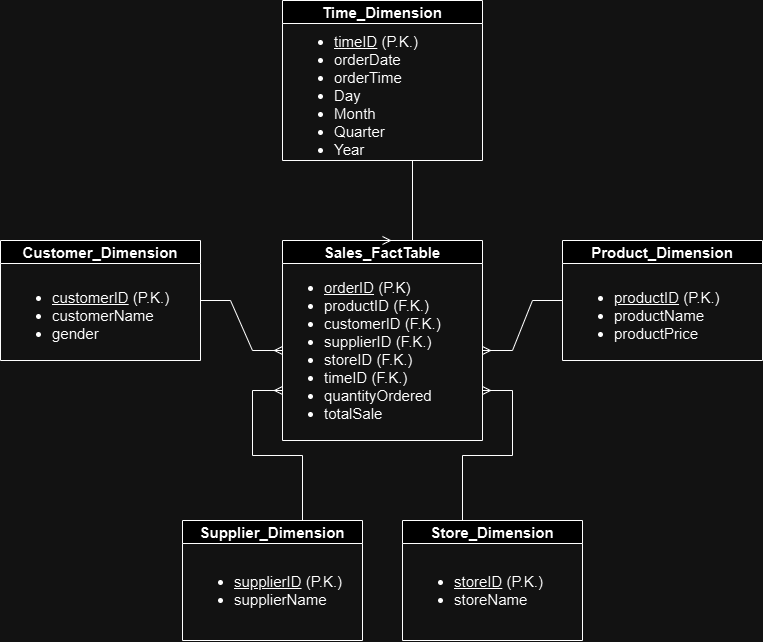 Time_Dimension
timeID (P.K.)
orderDate
orderTime
Day
Month
Quarter
Year
Customer_Dimension
customerID (P.K.)
customerName
gender
Sales_FactTable
orderID (P.K)
productID (F.K.)
customerID (F.K.)
supplierID (F.K.)
storeID (F.K.)
timeID (F.K.)
quantityOrdered
totalSale
Product_Dimension
productID (P.K.)
productName
productPrice
Supplier_Dimension
supplierID (P.K.)
supplierName
Store_Dimension
storeID (P.K.)
storeName